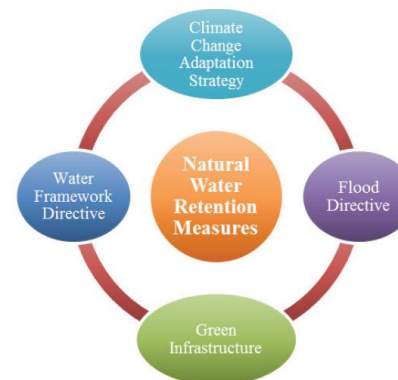 Climate
Change
Adaptation
Strategy
Water
Framework
Directive
Natural
Water
Retention
Measures
Flood
Directive
Green
Infrastructure